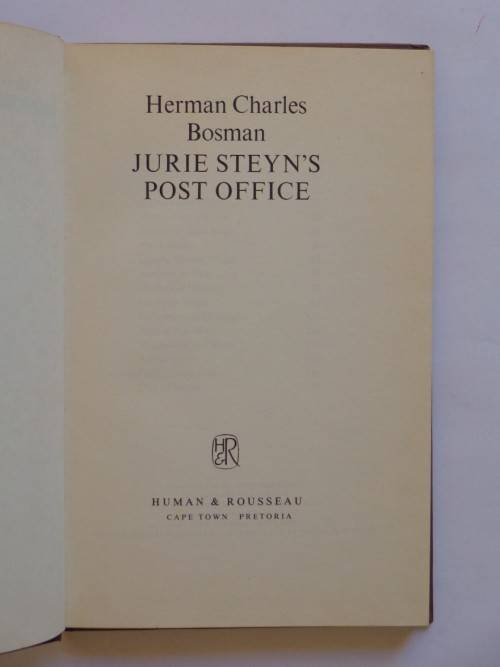 Herman Charles
Bosman
JURIE STEYN'S
POST OFFICE
H&R
HUMAN & ROUSSEAU
CAPE TOWN PRETORIA